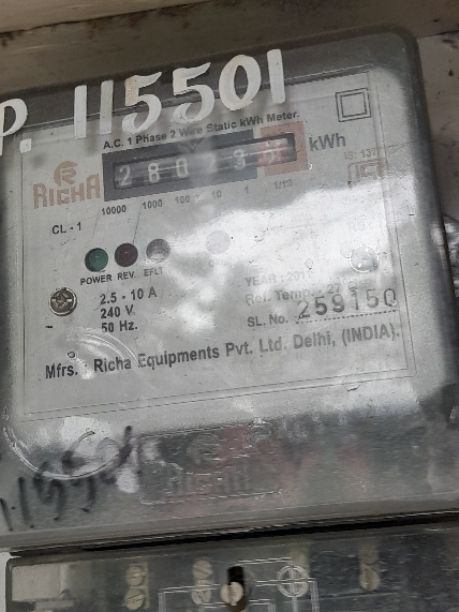 P. 115501
A.C. 1 Phase 2 Wire Static kWh Meter.
kWh
RICHA
10000 1000 100 10 1 1/10
CL - 1
POWER REV. EFLT
2.5 - 10 A
240 V.
50 Hz.
SL. No. 259150
Mfrs. : Richa Equipments Pvt. Ltd. Delhi, (INDIA).